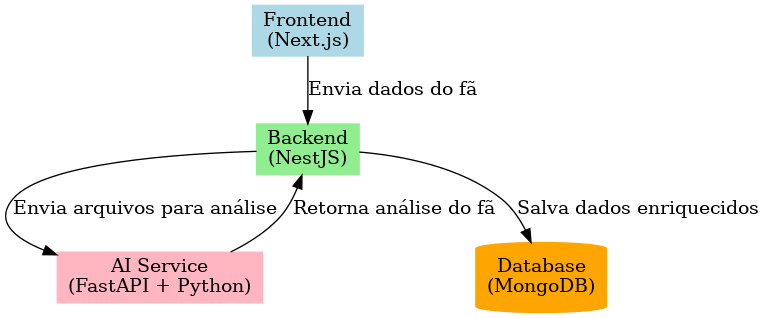 Frontend
(Next.js)
Envia dados do fã
Backend
(NestJS)
Envia arquivos para análise
Retorna análise do fã
Salva dados enriquecidos
AI Service
(FastAPI + Python)
Database
(MongoDB)